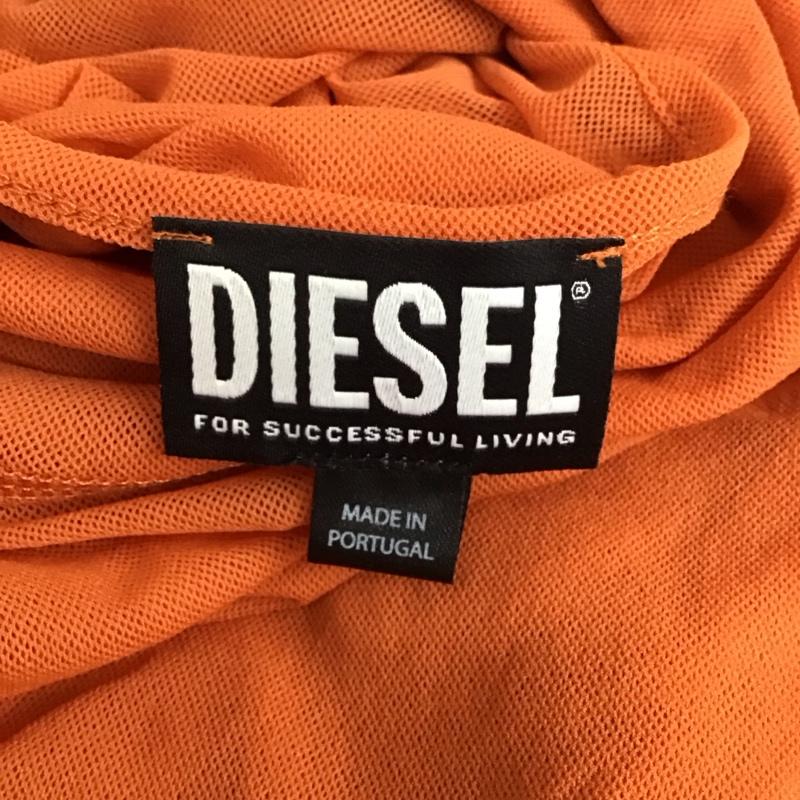 DIESEL®
FOR SUCCESSFUL LIVING
MADE IN
PORTUGAL